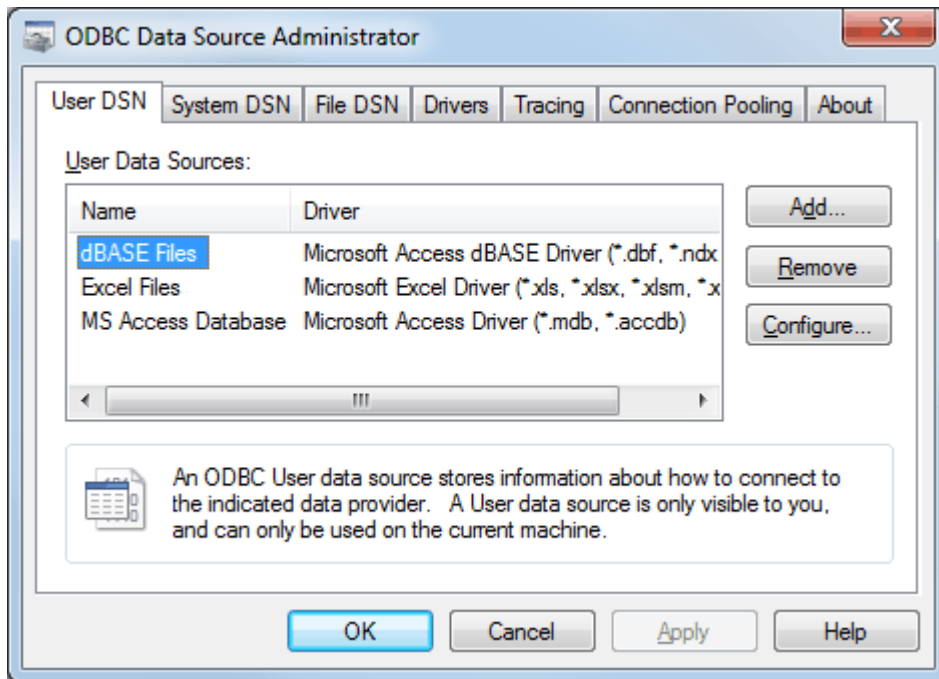 ODBC Data Source Administrator
User DSN System DSN File DSN Drivers Tracing Connection Pooling About
User Data Sources:
Name Driver
Add...
dBASE Files Microsoft Access dBASE Driver (*.dbf, *.ndx
Remove
Excel Files Microsoft Excel Driver (*.xls, *.xlsx, *.xlsm, *.x
MS Access Database Microsoft Access Driver (*.mdb, *.accdb)
Configure...
An ODBC User data source stores information about how to connect to
the indicated data provider. A User data source is only visible to you,
and can only be used on the current machine.
OK Cancel Apply Help